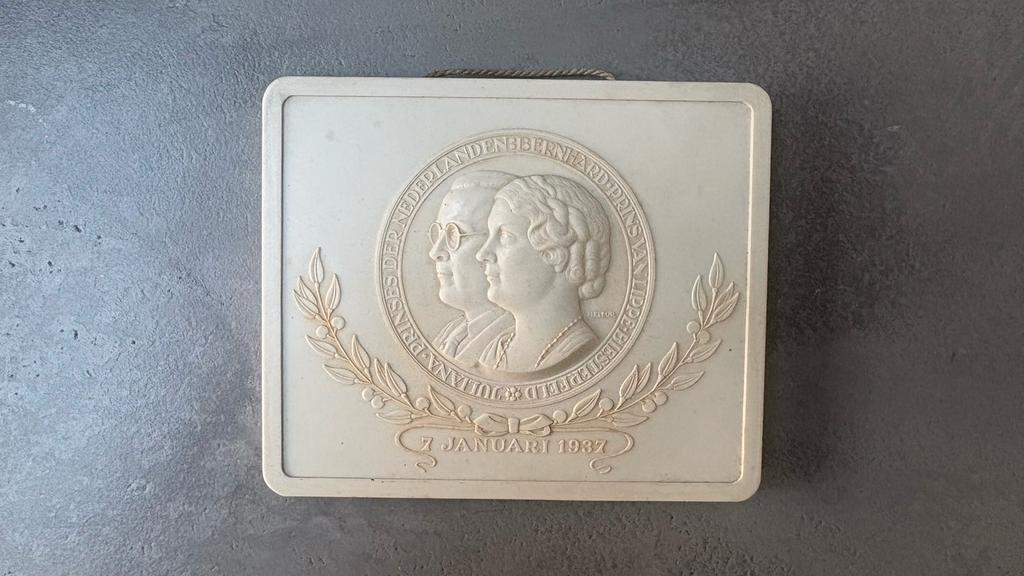 JULIANA PRINSES DER NEDERLANDEN BERNHARD PRINS VAN LIPPE BIESTERFELD
7 JANUARI 1937